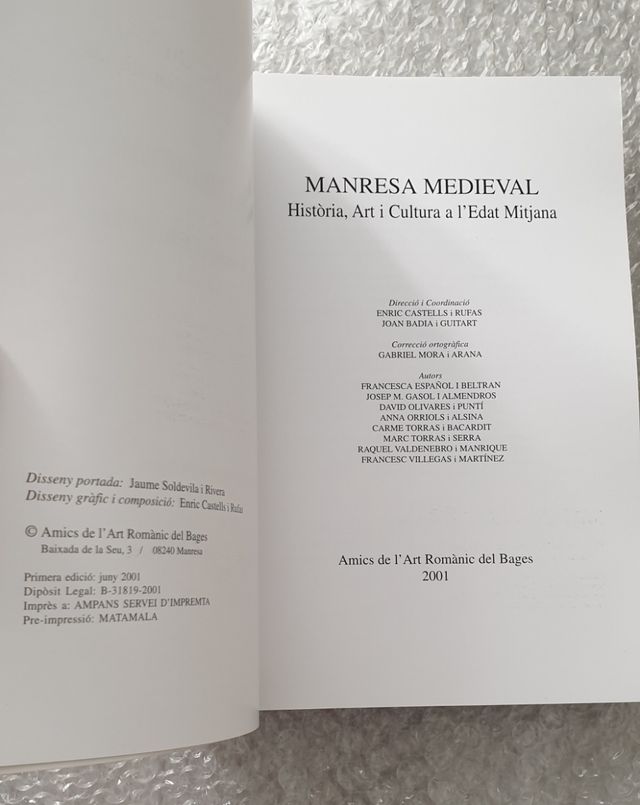 Disseny portada: Jaume Soldevila i Rivera
Disseny gràfic i composició: Enric Castells i Rufas
© Amics de l'Art Romànic del Bages
Baixada de la Seu, 3 / 08240 Manresa
Primera edició: juny 2001
Dipòsit Legal: B-31819-2001
Imprès a: AMPANS SERVEI D'IMPREMTA
Pre-impressió: MATAMALA
MANRESA MEDIEVAL
Història, Art i Cultura a l'Edat Mitjana
Direcció i Coordinació
ENRIC CASTELLS i RUFAS
JOAN BADIA i GUITART
Correcció ortogràfica
GABRIEL MORA i ARANA
Autors
FRANCESCA ESPAÑOL I BELTRAN
JOSEP M. GASOL I ALMENDROS
DAVID OLIVARES i PUNTÍ
ANNA ORRIOLS i ALSINA
CARME TORRAS i BACARDIT
MARC TORRAS i SERRA
RAQUEL VALDENEBRO i MANRIQUE
FRANCESC VILLEGAS i MARTÍNEZ
Amics de l'Art Romànic del Bages
2001